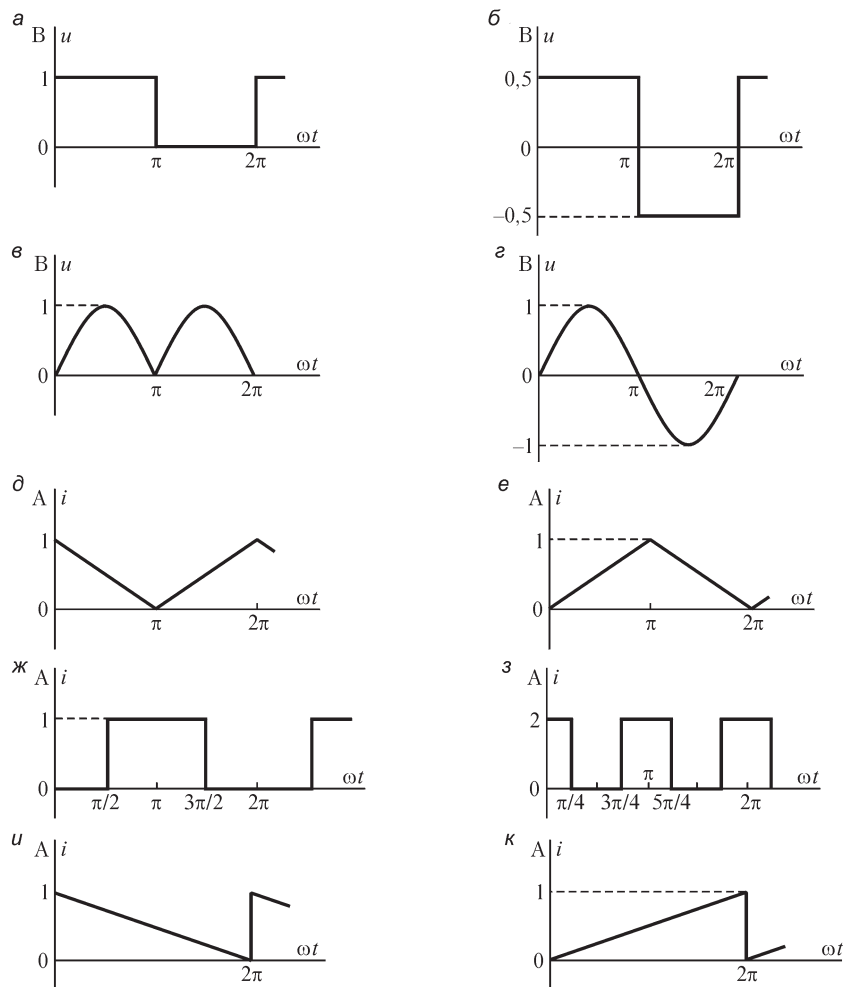 а
В u
1
0
π
2π
ωt
б
В u
0,5
0
–0,5
π
2π
ωt
в
В u
1
0
π
2π
ωt
г
В u
1
0
–1
π
2π
ωt
д
А i
1
0
π
2π
ωt
е
А i
1
0
π
2π
ωt
ж
А i
1
0
π/2
π
3π/2
2π
ωt
з
А i
2
0
π/4
3π/4
π
5π/4
2π
ωt
и
А i
1
0
2π
ωt
к
А i
1
0
2π
ωt